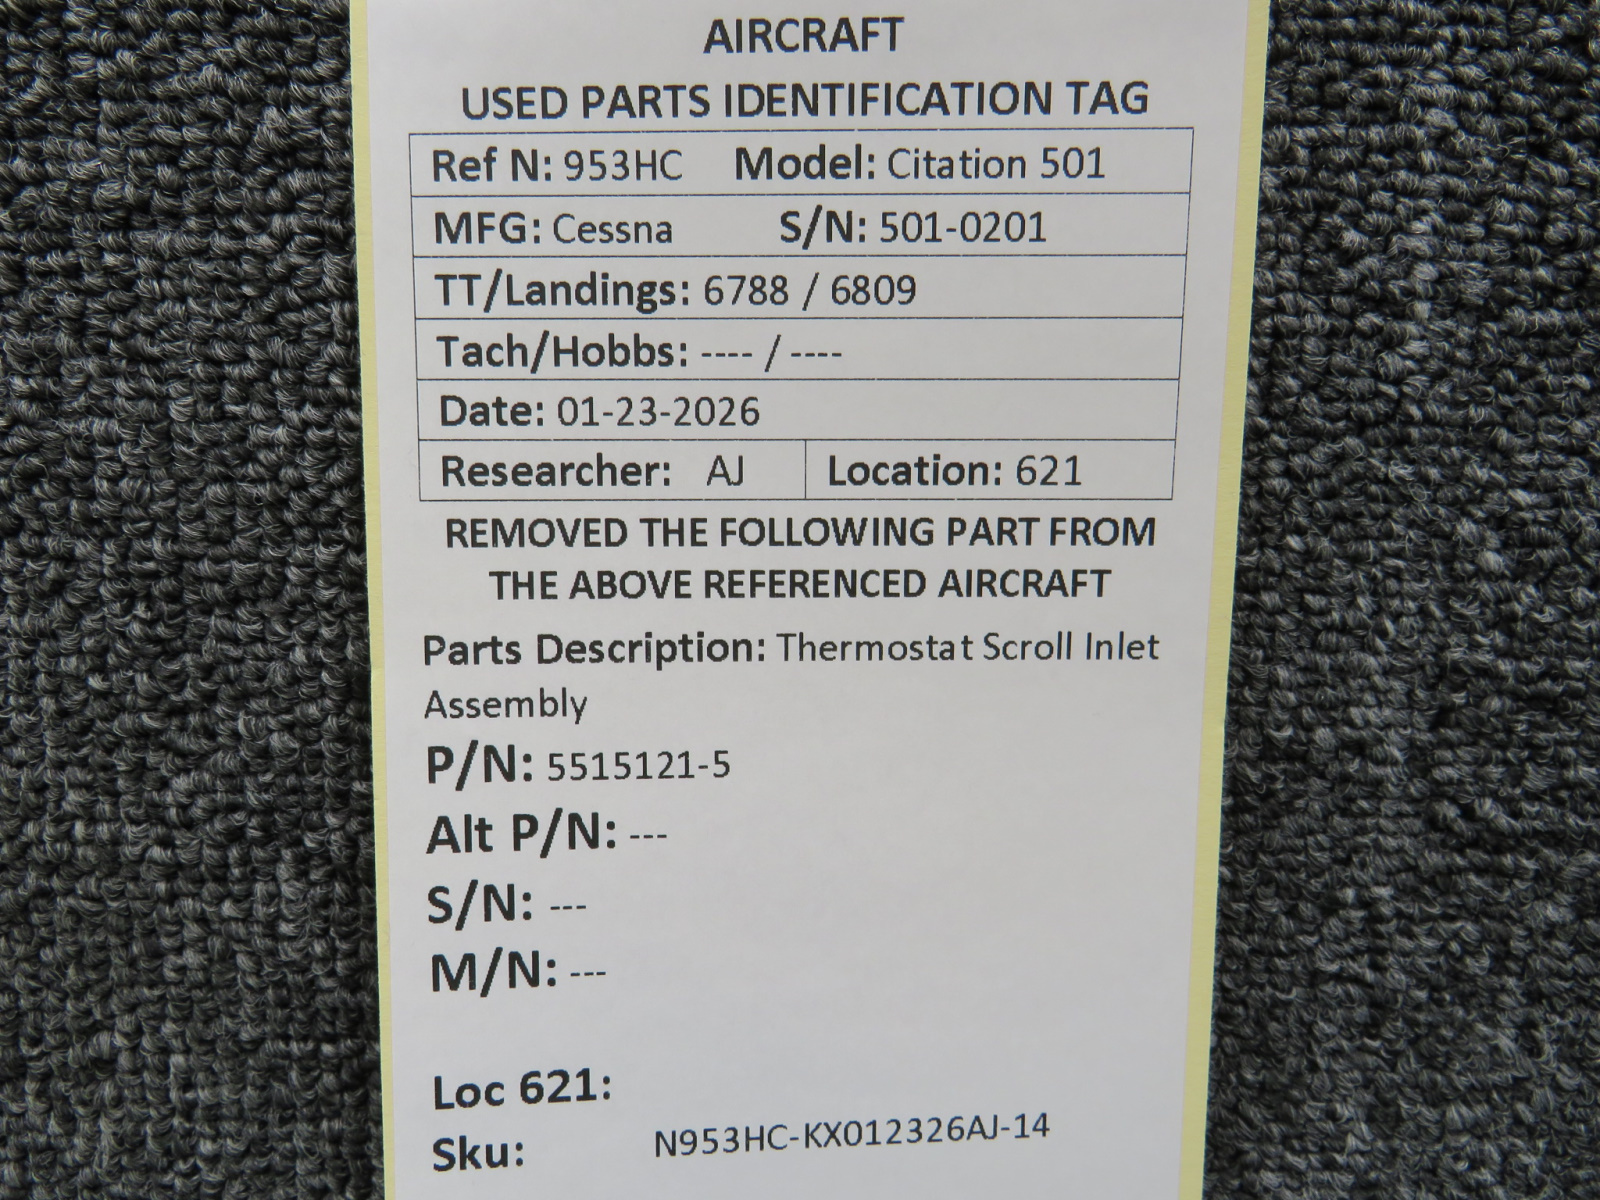 AIRCRAFT
USED PARTS IDENTIFICATION TAG
Ref N: 953HC Model: Citation 501
MFG: Cessna S/N: 501-0201
TT/Landings: 6788 / 6809
Tach/Hobbs: ---- / ----
Date: 01-23-2026
Researcher: AJ Location: 621
REMOVED THE FOLLOWING PART FROM
THE ABOVE REFERENCED AIRCRAFT
Parts Description: Thermostat Scroll Inlet
Assembly
P/N: 5515121-5
Alt P/N: ---
S/N: ---
M/N: ---
Loc 621:
Sku: N953HC-KX012326AJ-14